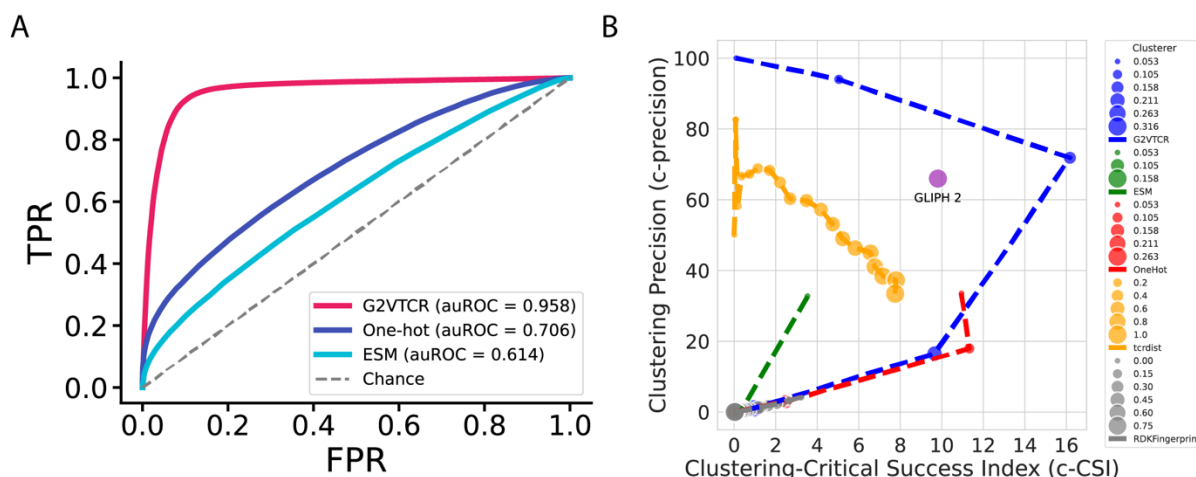 A
TPR
1.0
0.8
0.6
0.4
0.2
0.0
G2VTCR (auROC = 0.958)
One-hot (auROC = 0.706)
ESM (auROC = 0.614)
Chance
0.0 0.2 0.4 0.6 0.8 1.0
FPR
B
Clustering Precision (c-precision)
100
80
60
40
20
0
GLIPH 2
0 2 4 6 8 10 12 14 16
Clustering-Critical Success Index (c-CSI)
Clusterer
0.053
0.105
0.158
0.211
0.263
0.316
G2VTCR
0.053
0.105
0.158
ESM
0.053
0.105
0.158
0.211
0.263
OneHot
0.2
0.4
0.6
0.8
1.0
tcrdist
0.00
0.15
0.30
0.45
0.60
0.75
RDKFingerprint